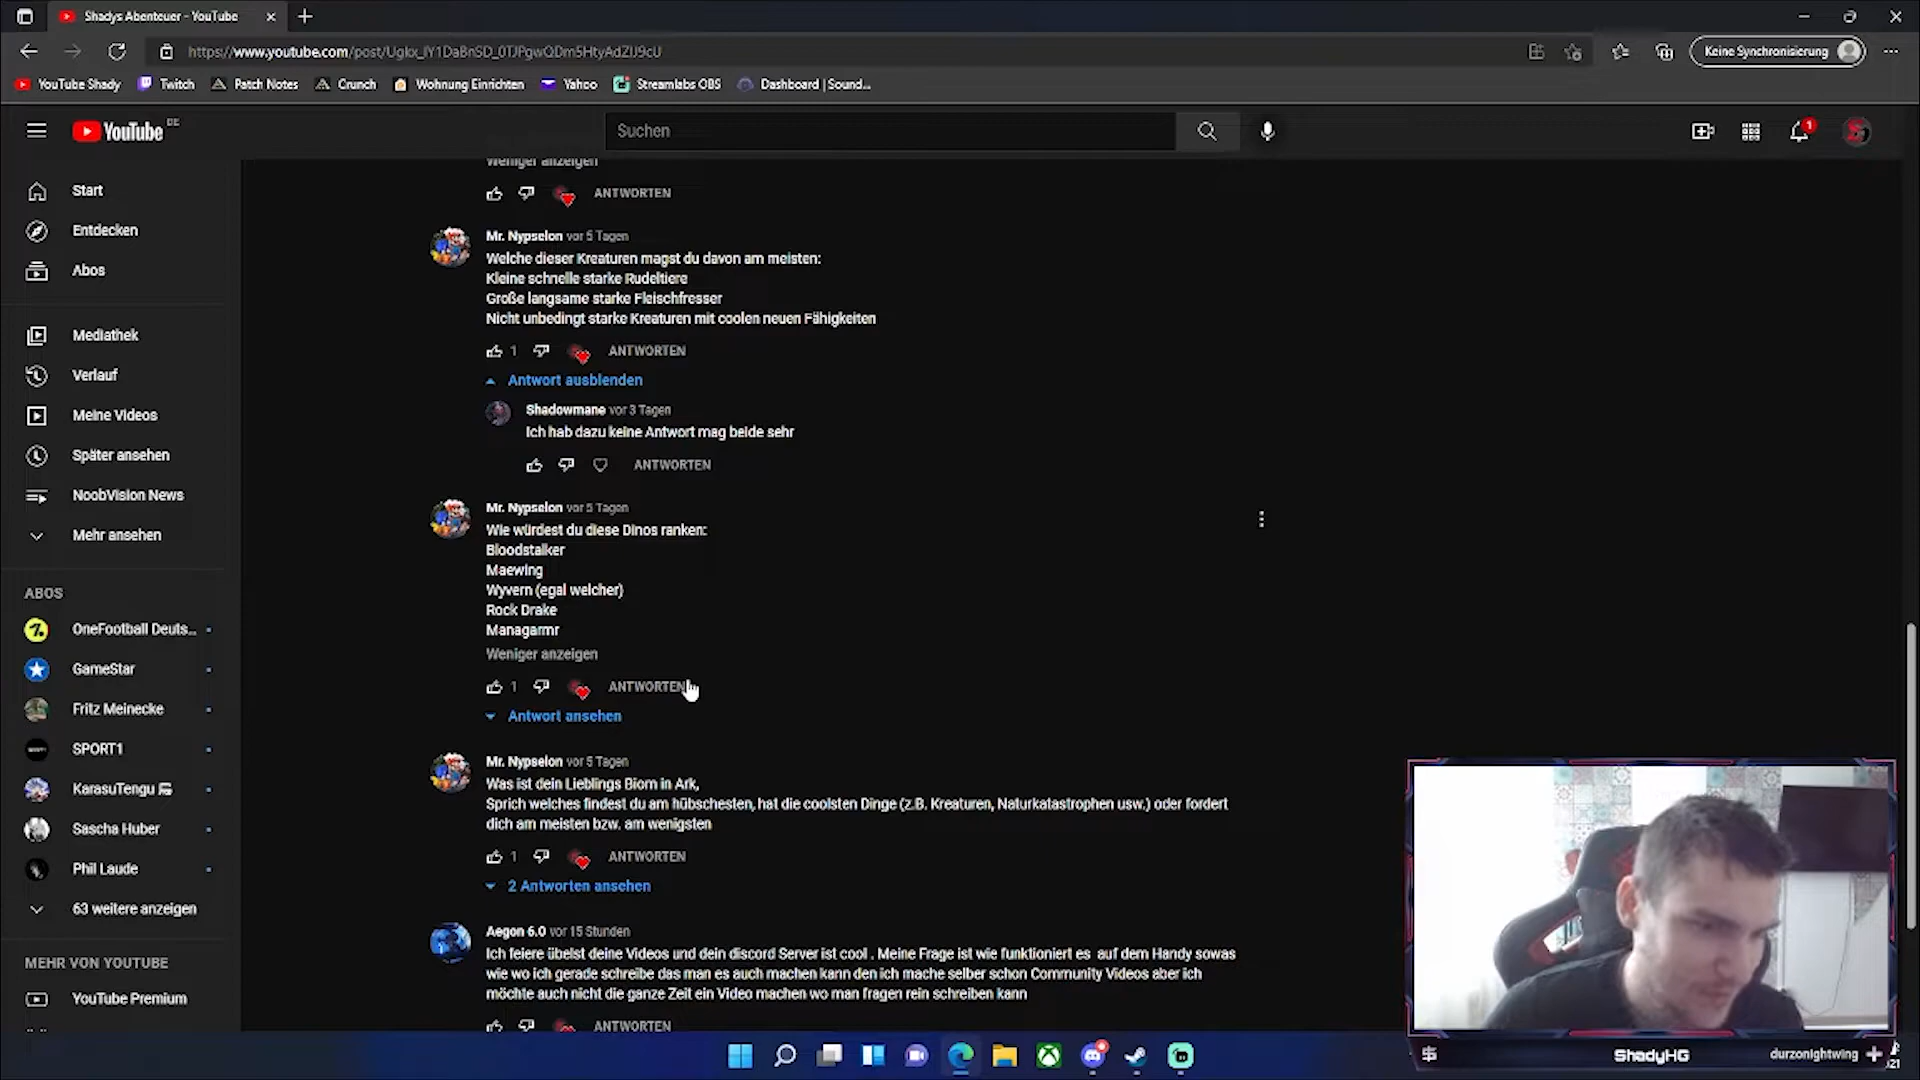 Shadys Abenteuer - YouTube
https://www.youtube.com/post/
Keine Synchronisierung
YouTube Shady
Twitch
Patch Notes
Crunch
Wohnung Einrichten
Yahoo
Streamlabs OBS
Dashboard | Sound...
YouTube DE
Suchen
1
Start
Entdecken
Abos
Mediathek
Verlauf
Meine Videos
Später ansehen
NoobVision News
Mehr ansehen
ABOS
OneFootball Deuts...
GameStar
Fritz Meinecke
SPORT1
KarasuTengu
Sascha Huber
Phil Laude
63 weitere anzeigen
MEHR VON YOUTUBE
YouTube Premium
Weniger anzeigen
ANTWORTEN
Mr. Nypselon vor 5 Tagen
Welche dieser Kreaturen magst du davon am meisten:
Kleine schnelle starke Rudeltiere
Große langsame starke Fleischfresser
Nicht unbedingt starke Kreaturen mit coolen neuen Fähigkeiten
1 ANTWORTEN
Antwort ausblenden
Shadowmane vor 3 Tagen
Ich hab dazu keine Antwort mag beide sehr
ANTWORTEN
Mr. Nypselon vor 5 Tagen
Wie würdest du diese Dinos ranken:
Bloodstalker
Maewing
Wyvern (egal welcher)
Rock Drake
Managarmr
Weniger anzeigen
1 ANTWORTEN
Antwort ansehen
Mr. Nypselon vor 5 Tagen
Was ist dein Lieblings Biom in Ark,
Sprich welches findest du am hübschesten, hat die coolsten Dinge (z.B. Kreaturen, Naturkatastrophen usw.) oder fordert
dich am meisten bzw. am wenigsten
1 ANTWORTEN
2 Antworten ansehen
Aegon 6.0 vor 15 Stunden
Ich feiere übelst deine Videos und dein discord Server ist cool . Meine Frage ist wie funktioniert es auf dem Handy sowas
wie wo ich gerade schreibe das man es auch machen kann den ich mache selber schon Community Videos aber ich
möchte auch nicht die ganze Zeit ein Video machen wo man fragen rein schreiben kann
ANTWORTEN
ShadyHG
durzonightwing